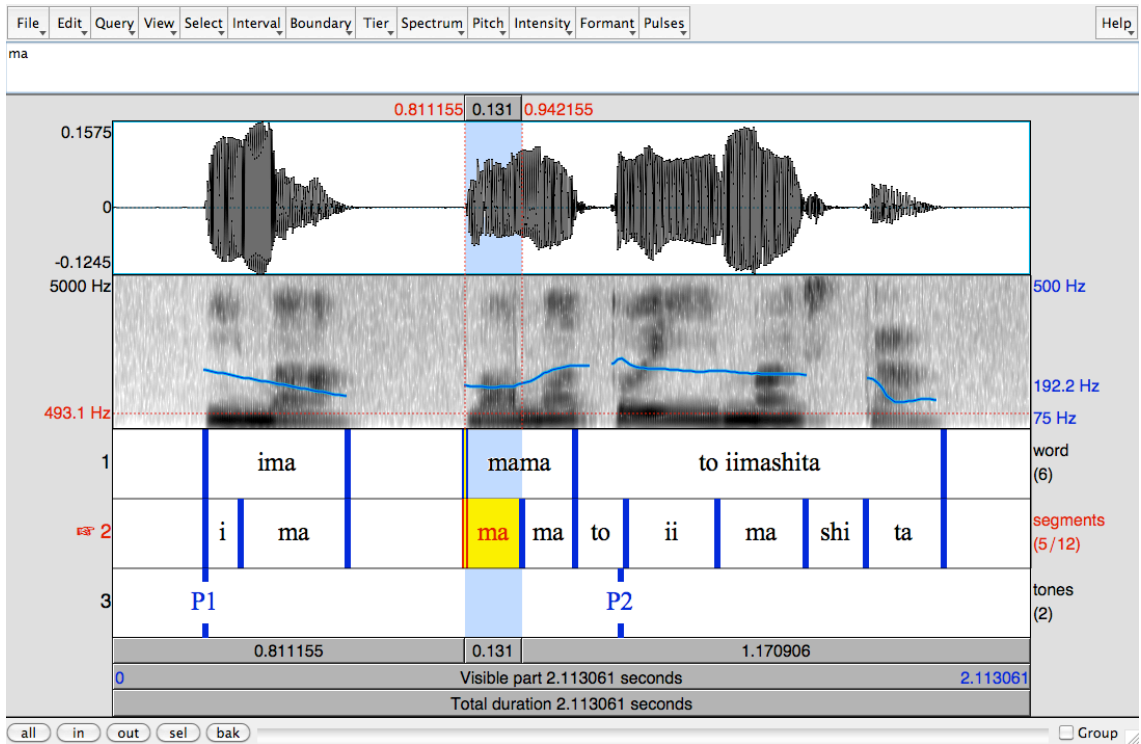 File Edit Query View Select Interval Boundary Tier Spectrum Pitch Intensity Formant Pulses Help
ma
0.811155 0.131 0.942155
0.1575
0
-0.1245
5000 Hz 500 Hz
192.2 Hz
493.1 Hz 75 Hz
1 ima mama to iimashita word
(6)
☞ 2 i ma ma ma to ii ma shi ta segments
(5/12)
3 P1 P2 tones
(2)
0.811155 0.131 1.170906
0 Visible part 2.113061 seconds 2.113061
Total duration 2.113061 seconds
all in out sel bak Group